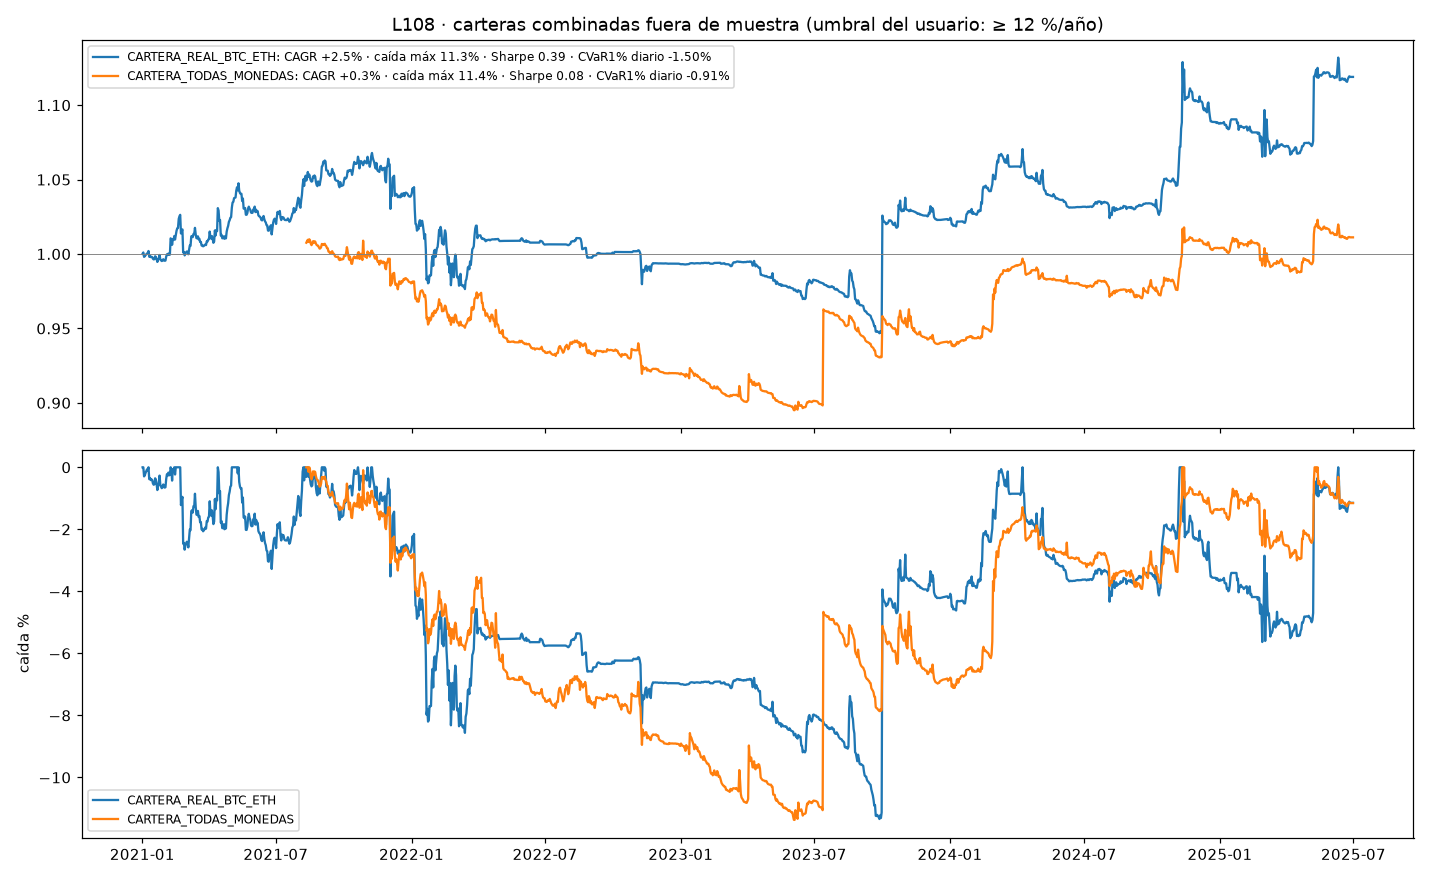 L108 · carteras combinadas fuera de muestra (umbral del usuario: ≥ 12 %/año)
CARTERA_REAL_BTC_ETH: CAGR +2.5% · caída máx 11.3% · Sharpe 0.39 · CVaR1% diario -1.50%
CARTERA_TODAS_MONEDAS: CAGR +0.3% · caída máx 11.4% · Sharpe 0.08 · CVaR1% diario -0.91%
1.10
1.05
1.00
0.95
0.90
0
−2
−4
−6
−8
−10
caída %
CARTERA_REAL_BTC_ETH
CARTERA_TODAS_MONEDAS
2021-01 2021-07 2022-01 2022-07 2023-01 2023-07 2024-01 2024-07 2025-01 2025-07